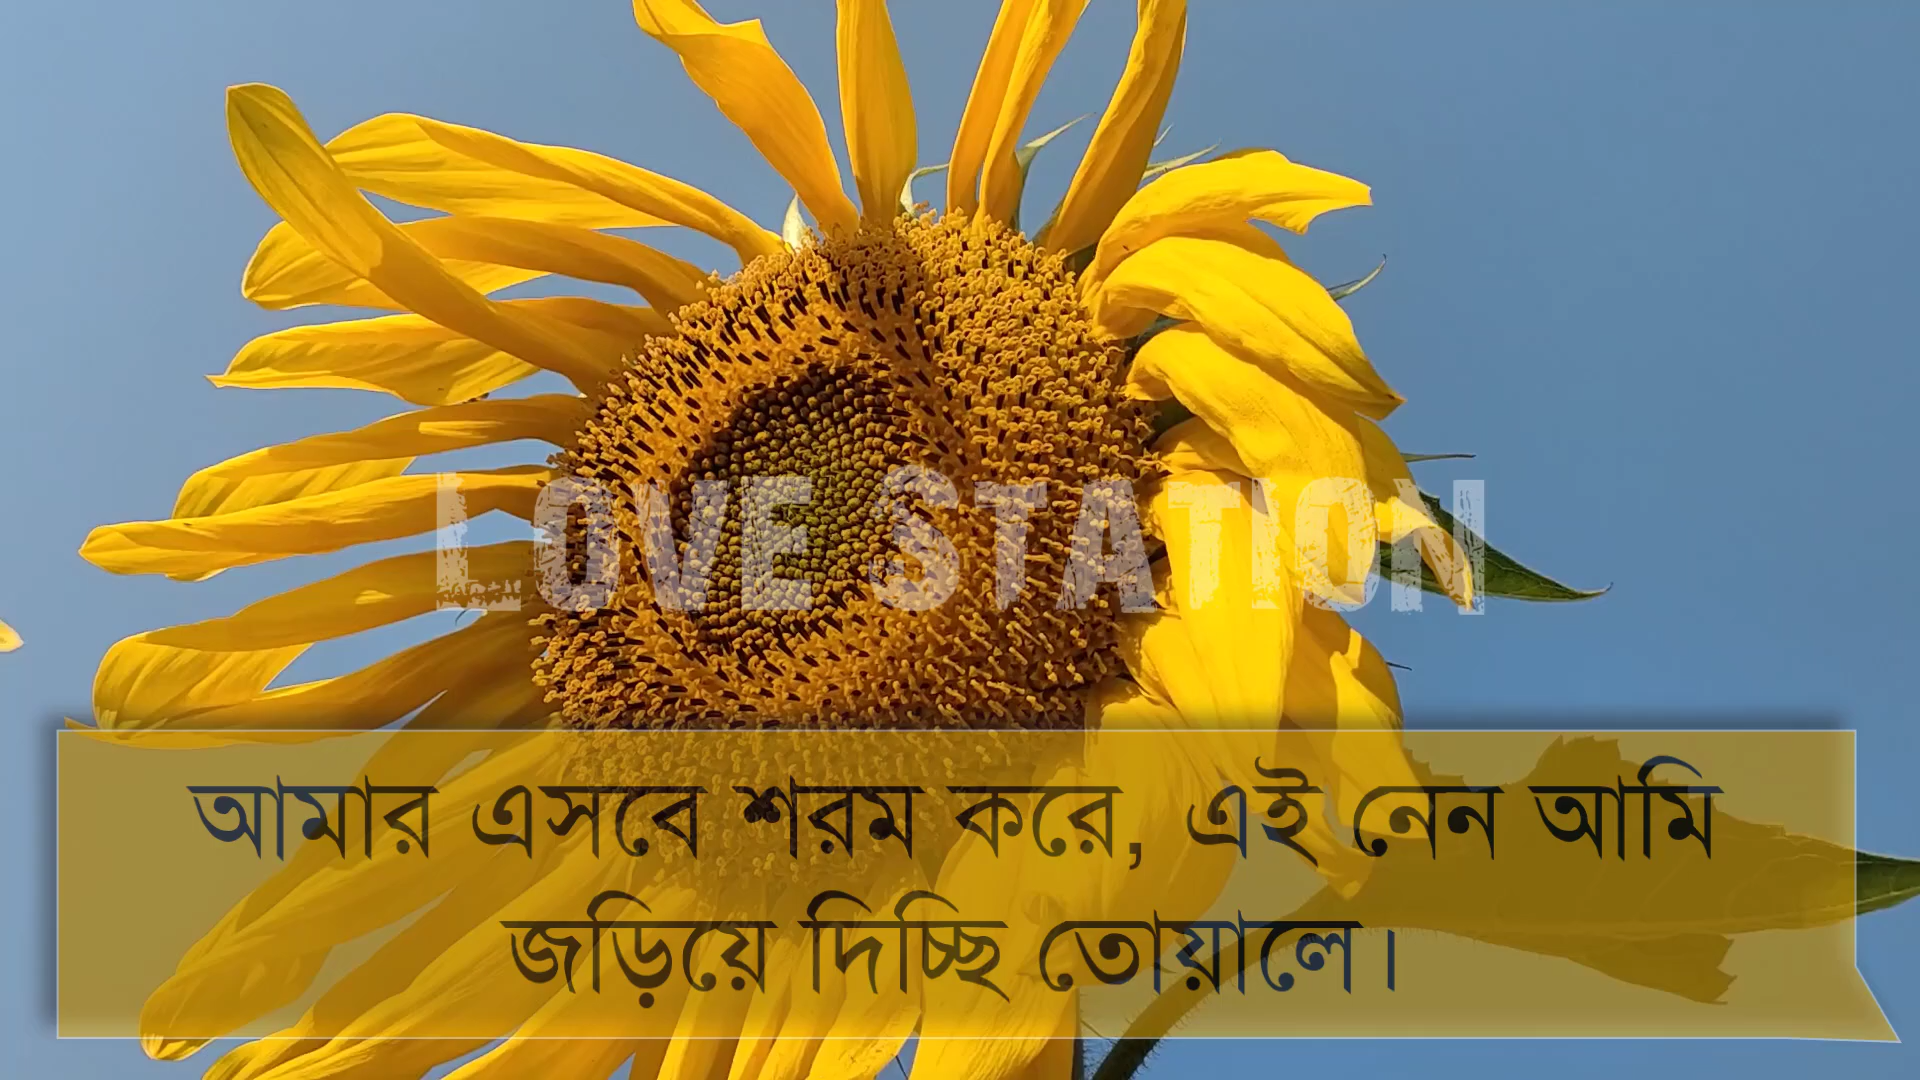 LOVE STATION
আমার এসবে শরম করে, এই নেন আমি
জড়িয়ে দিচ্ছি তোয়ালে।